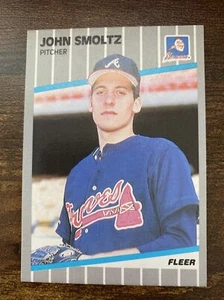 JOHN SMOLTZ
PITCHER
A
Braves
FLEER